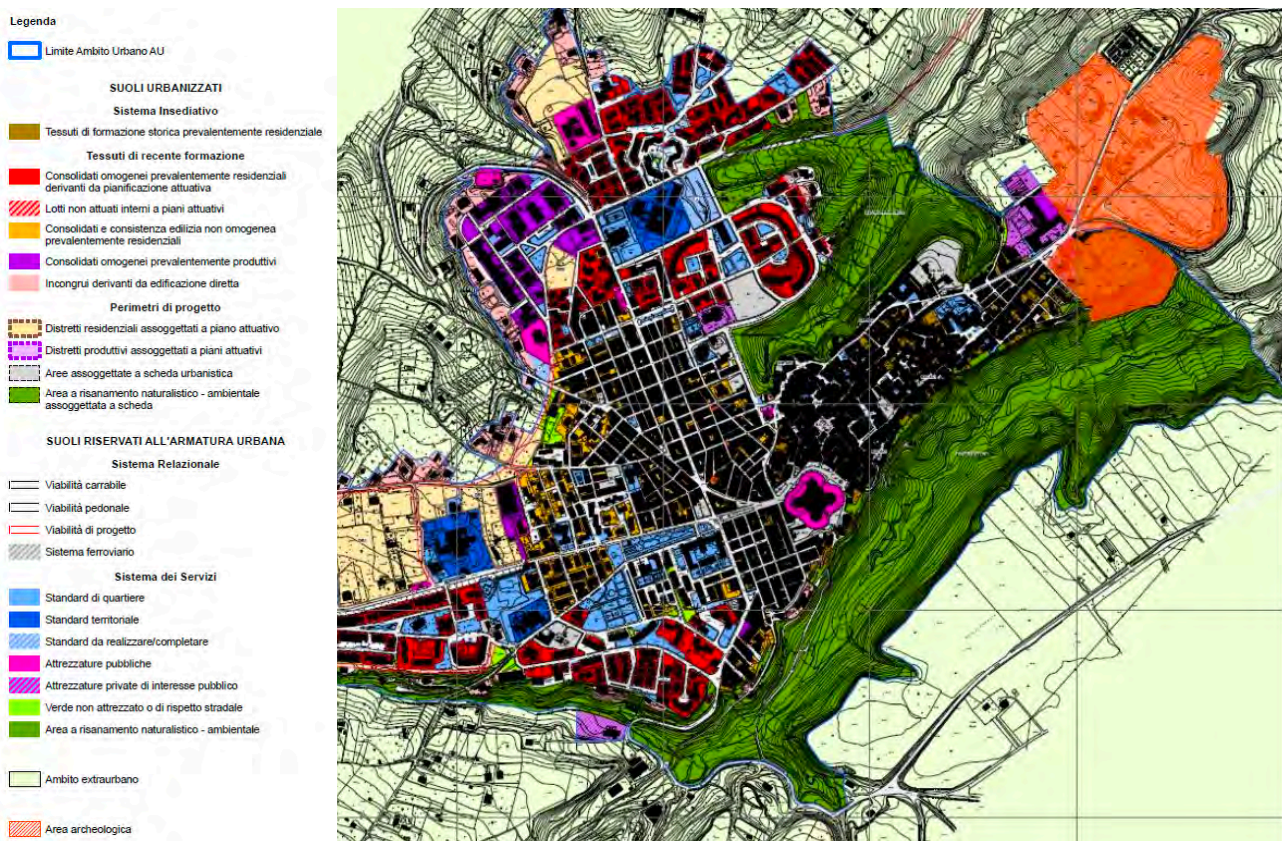 Legenda
Limite Ambito Urbano AU
SUOLI URBANIZZATI
Sistema Insediativo
Tessuti di formazione storica prevalentemente residenziale
Tessuti di recente formazione
Consolidati omogenei prevalentemente residenziali
derivanti da pianificazione attuativa
Lotti non attuati interni a piani attuativi
Consolidati e consistenza edilizia non omogenea
prevalentemente residenziali
Consolidati omogenei prevalentemente produttivi
Incongrui derivanti da edificazione diretta
Perimetri di progetto
Distretti residenziali assoggettati a piano attuativo
Distretti produttivi assoggettati a piani attuativi
Aree assoggettate a scheda urbanistica
Area a risanamento naturalistico - ambientale
assoggettata a scheda
SUOLI RISERVATI ALL'ARMATURA URBANA
Sistema Relazionale
Viabilità carrabile
Viabilità pedonale
Viabilità di progetto
Sistema ferroviario
Sistema dei Servizi
Standard di quartiere
Standard territoriale
Standard da realizzare/completare
Attrezzature pubbliche
Attrezzature private di interesse pubblico
Verde non attrezzato o di rispetto stradale
Area a risanamento naturalistico - ambientale
Ambito extraurbano
Area archeologica